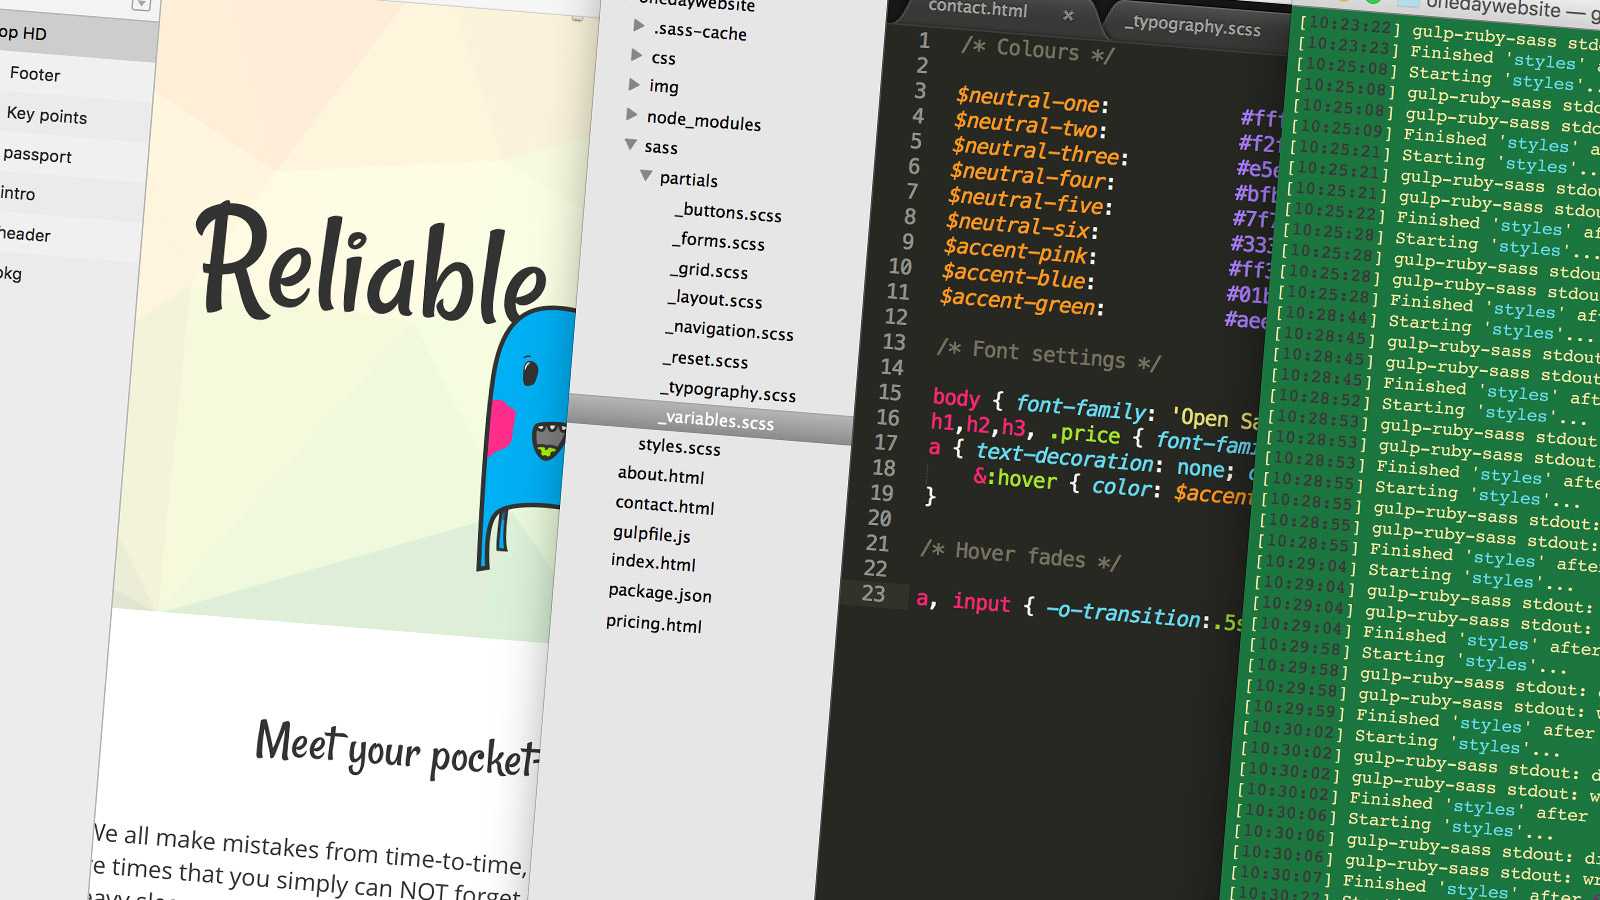 op HD
Footer
Key points
passport
intro
header
pkg
Reliable
Meet your pocket-
We all make mistakes from time-to-time,
re times that you simply can NOT forget
onedaywebsite
.sass-cache
css
img
node_modules
sass
partials
_buttons.scss
_forms.scss
_grid.scss
_layout.scss
_navigation.scss
_reset.scss
_typography.scss
_variables.scss
styles.scss
about.html
contact.html
gulpfile.js
index.html
package.json
pricing.html
contact.html × _typography.scss
1 /* Colours */
2
3 $neutral-one: #fff
4 $neutral-two: #f2f
5 $neutral-three: #e5e
6 $neutral-four: #bfb
7 $neutral-five: #7f7
8 $neutral-six: #333
9 $accent-pink: #ff3
10 $accent-blue: #01b
11 $accent-green: #aee
12
13 /* Font settings */
14
15 body { font-family: 'Open Sa
16 h1,h2,h3, .price { font-fami
17 a { text-decoration: none; c
18 &:hover { color: $accent
19 }
20
21 /* Hover fades */
22
23 a, input { -o-transition:.5s
onedaywebsite — g
[10:23:22] gulp-ruby-sass stdo
[10:23:23] Finished 'styles' a
[10:25:08] Starting 'styles'..
[10:25:08] gulp-ruby-sass stdo
[10:25:08] gulp-ruby-sass stdo
[10:25:09] Finished 'styles' a
[10:25:21] Starting 'styles'...
[10:25:21] gulp-ruby-sass stdo
[10:25:21] gulp-ruby-sass stdo
[10:25:22] Finished 'styles' af
[10:25:28] Starting 'styles'...
[10:25:28] gulp-ruby-sass stdou
[10:25:28] gulp-ruby-sass stdou
[10:25:28] Finished 'styles' aft
[10:28:44] Starting 'styles'...
[10:28:45] gulp-ruby-sass stdout
[10:28:45] gulp-ruby-sass stdout
[10:28:45] Finished 'styles' afte
[10:28:52] Starting 'styles'...
[10:28:53] gulp-ruby-sass stdout
[10:28:53] gulp-ruby-sass stdout:
[10:28:53] Finished 'styles' afte
[10:28:55] Starting 'styles'...
[10:28:55] gulp-ruby-sass stdout:
[10:28:55] gulp-ruby-sass stdout:
[10:28:55] Finished 'styles' after
[10:29:04] Starting 'styles'...
[10:29:04] gulp-ruby-sass stdout:
[10:29:04] gulp-ruby-sass stdout:
[10:29:04] Finished 'styles' after
[10:29:58] Starting 'styles'...
[10:29:58] gulp-ruby-sass stdout:
[10:29:58] gulp-ruby-sass stdout: w
[10:29:59] Finished 'styles' after
[10:30:02] Starting 'styles'...
[10:30:02] gulp-ruby-sass stdout: d
[10:30:02] gulp-ruby-sass stdout: w
[10:30:02] Finished 'styles' after
[10:30:06] Starting 'styles'...
[10:30:06] gulp-ruby-sass stdout: di
[10:30:06] gulp-ruby-sass stdout: wr
[10:30:07] Finished 'styles' after